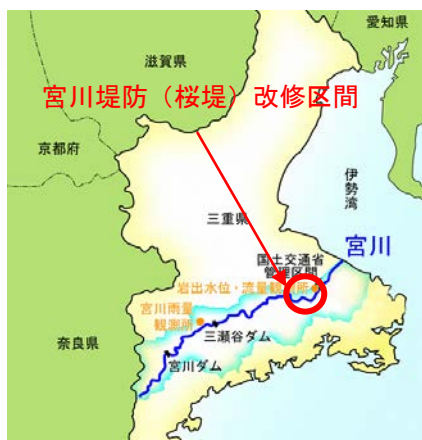 愛知県
滋賀県
宮川堤防（桜堤）改修区間
京都府
伊勢湾
三重県
宮川
国土交通省
管理区間
岩出水位・流量観測所
宮川雨量
観測所
三瀬谷ダム
奈良県
宮川ダム